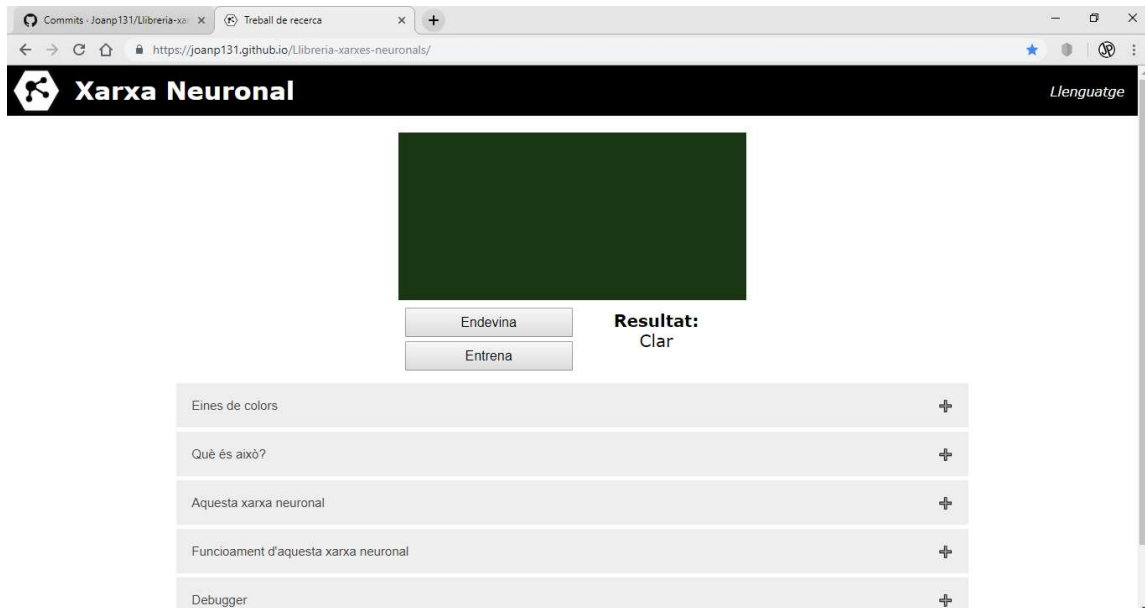 Commits · Joanp131/Llibreria-xa
Treball de recerca
https://joanp131.github.io/Llibreria-xarxes-neuronals/
JP
Xarxa Neuronal
Llenguatge
Endevina
Resultat:
Clar
Entrena
Eines de colors
Què és això?
Aquesta xarxa neuronal
Funcioament d'aquesta xarxa neuronal
Debugger